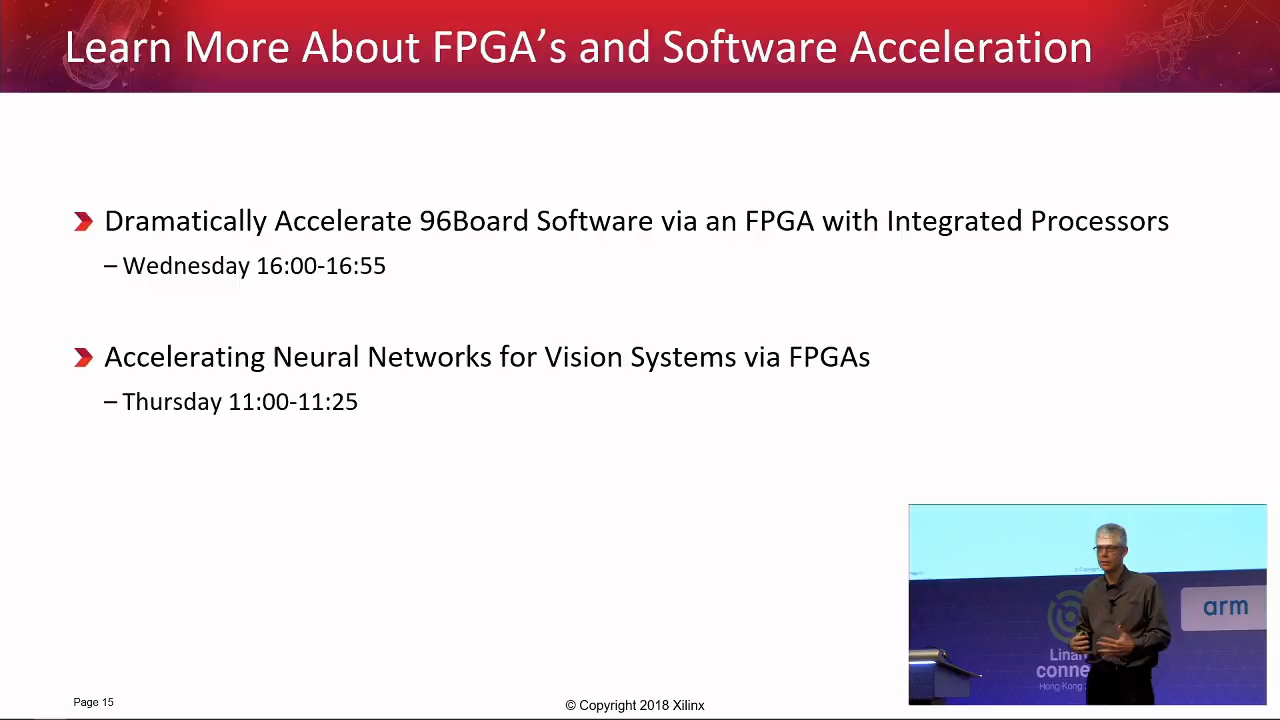 Learn More About FPGA's and Software Acceleration
Dramatically Accelerate 96Board Software via an FPGA with Integrated Processors
– Wednesday 16:00-16:55
Accelerating Neural Networks for Vision Systems via FPGAs
– Thursday 11:00-11:25
arm
Hong Kong
Page 15
© Copyright 2018 Xilinx